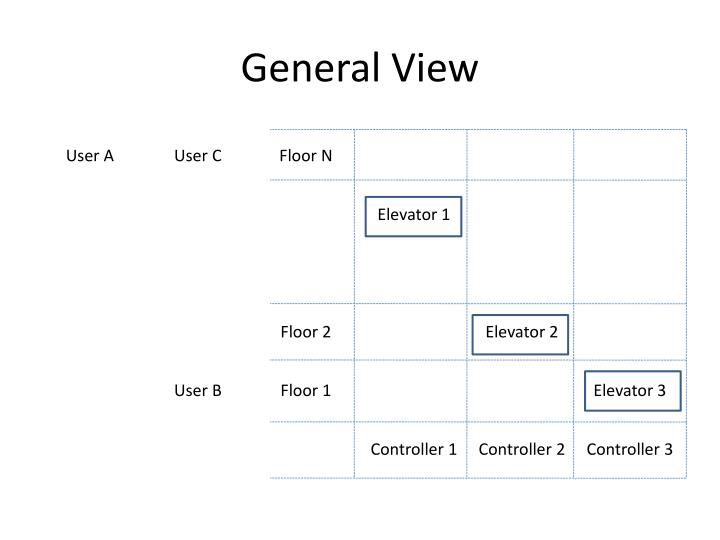 General View
User A User C Floor N
Elevator 1
Floor 2 Elevator 2
User B Floor 1 Elevator 3
Controller 1 Controller 2 Controller 3